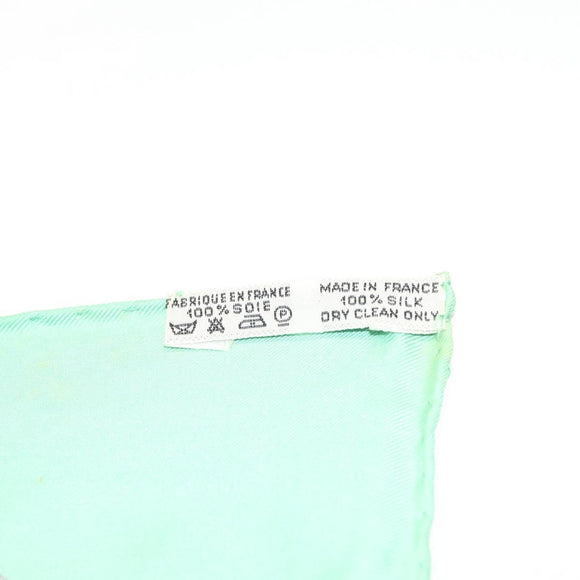 FABRIQUE EN FRANCE
100% SOIE
MADE IN FRANCE
100% SILK
DRY CLEAN ONLY